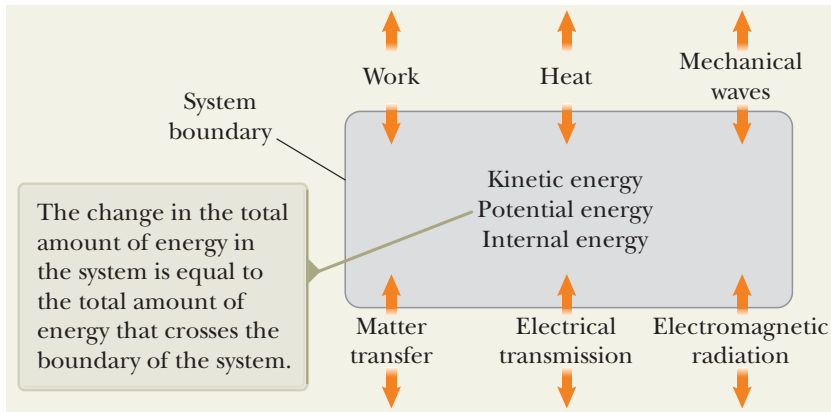 Work
Heat
Mechanical
waves
System
boundary
Kinetic energy
Potential energy
Internal energy
The change in the total
amount of energy in
the system is equal to
the total amount of
energy that crosses the
boundary of the system.
Matter
transfer
Electrical
transmission
Electromagnetic
radiation